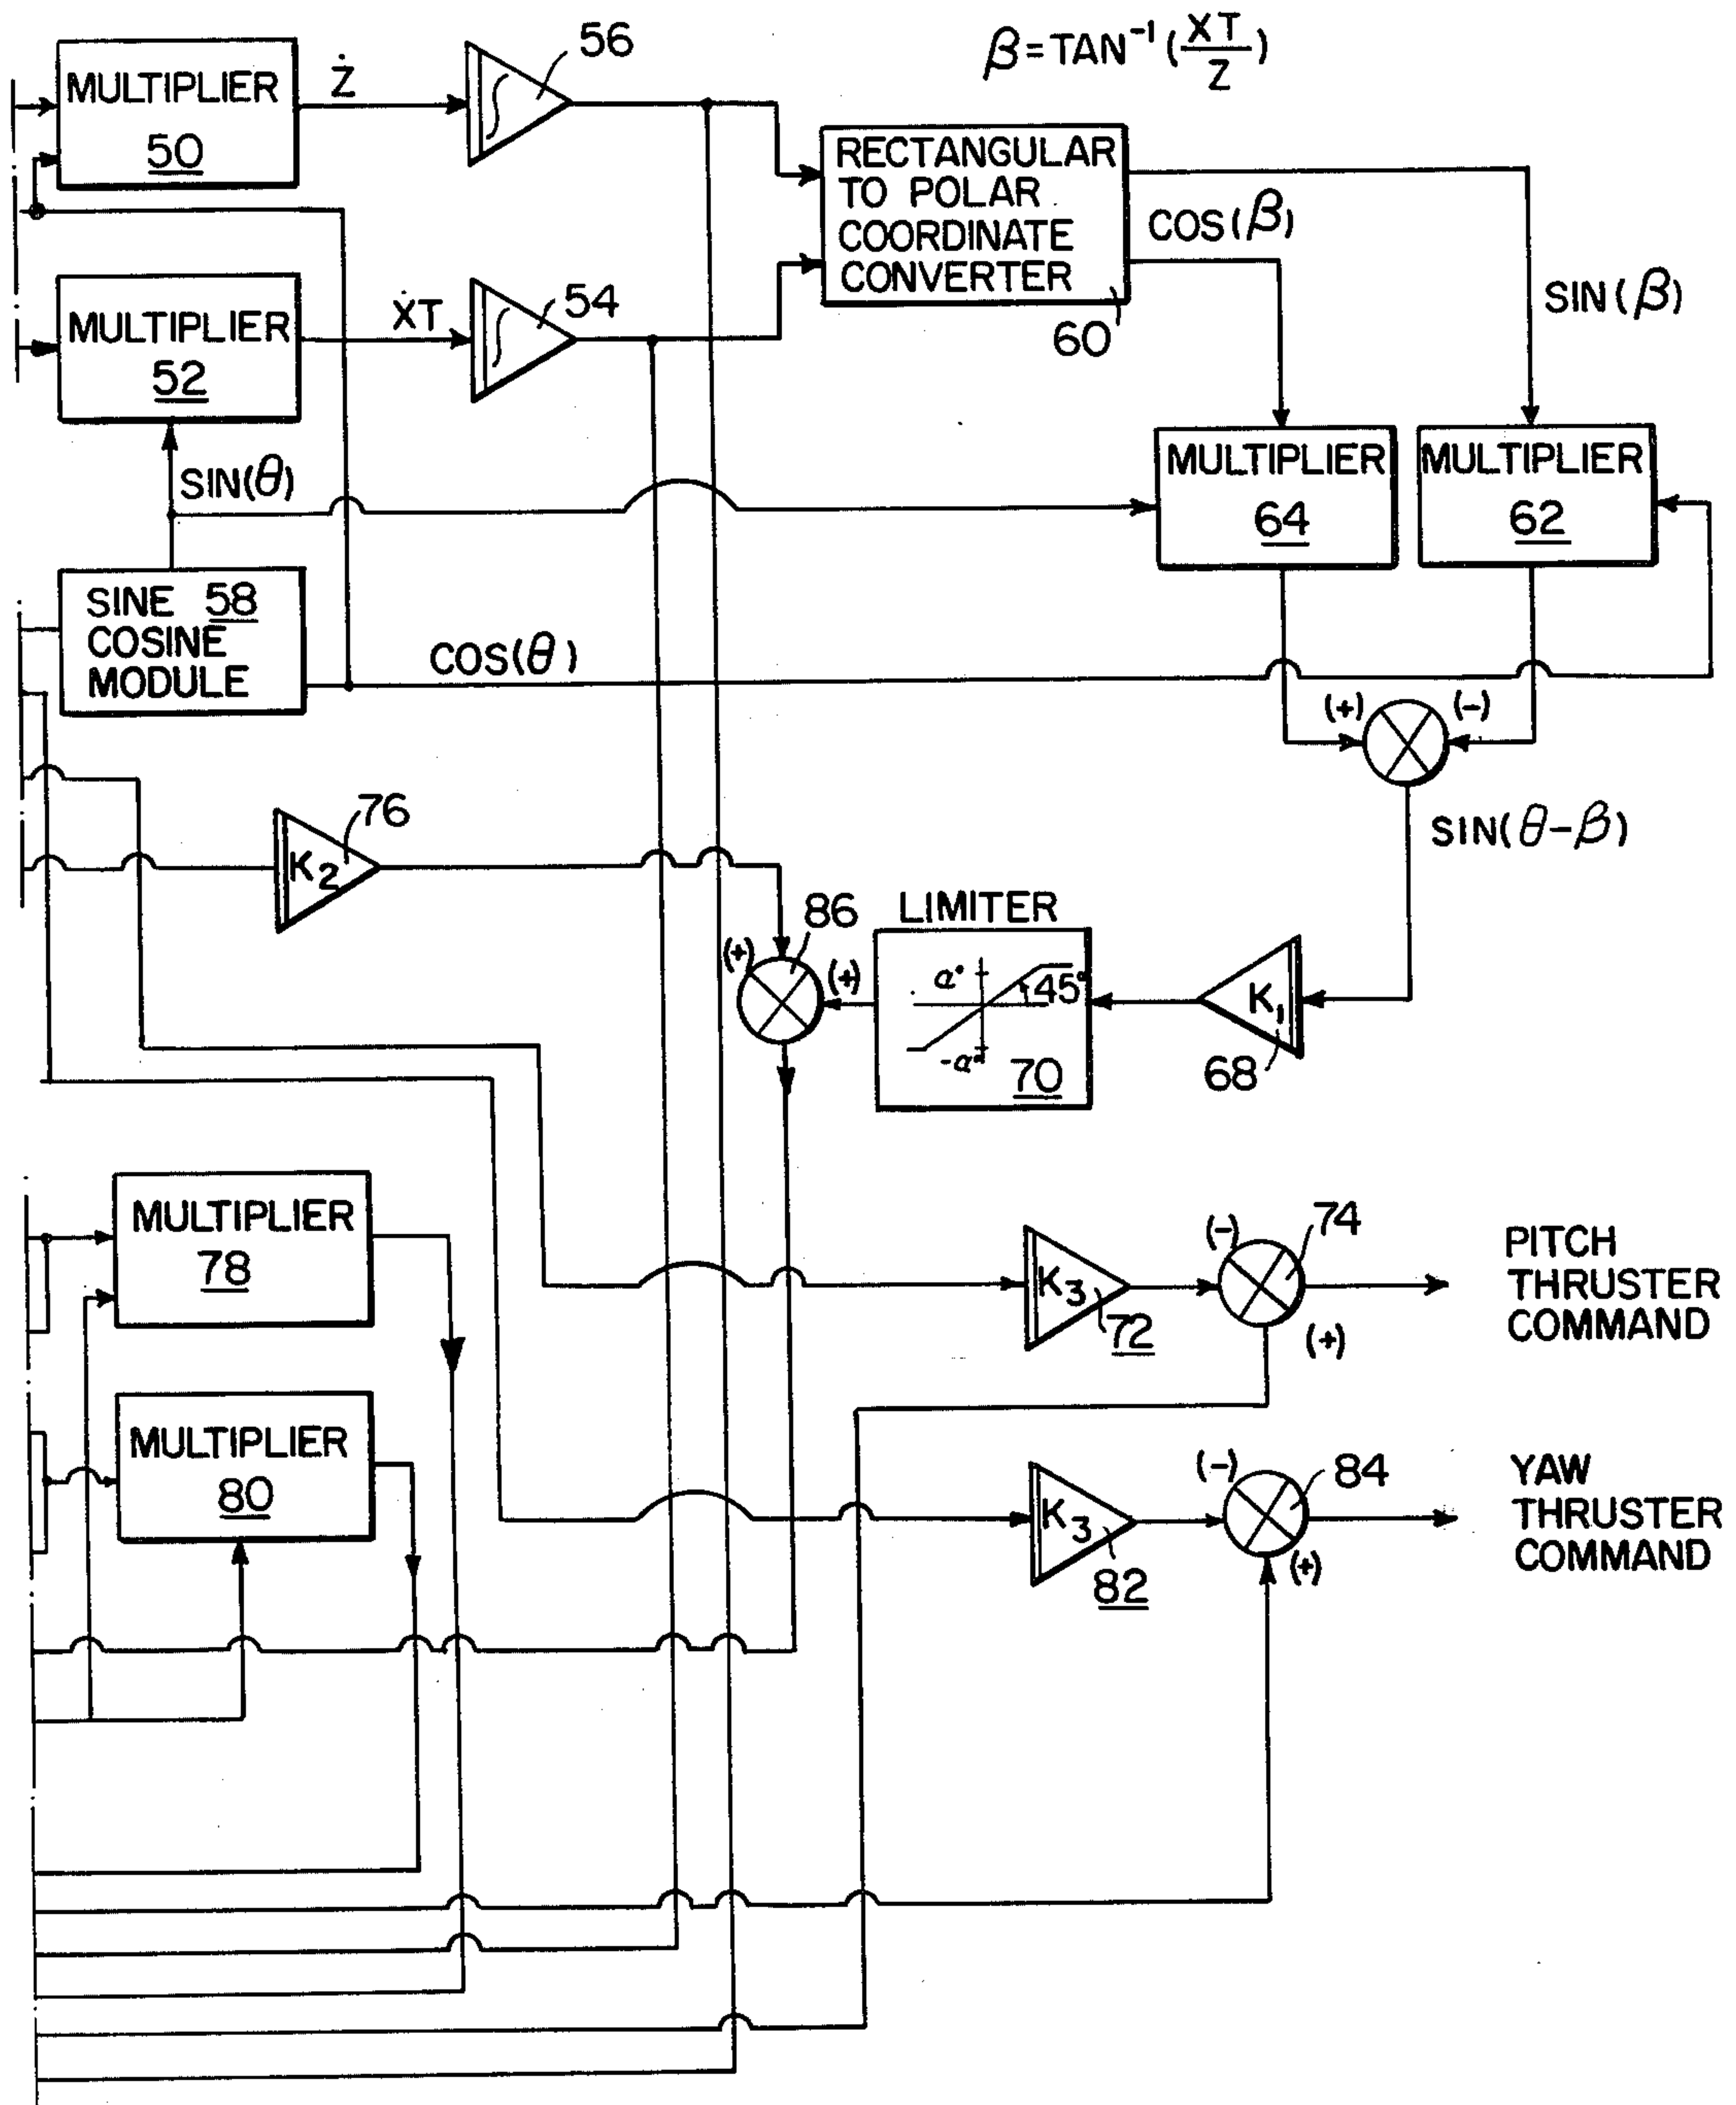 β = TAN⁻¹ (XT/Z)
MULTIPLIER
50
Ż
56
RECTANGULAR
TO POLAR
COORDINATE
CONVERTER
60
COS(β)
SIN(β)
MULTIPLIER
52
ẊT
54
SIN(θ)
MULTIPLIER
64
MULTIPLIER
62
SINE 58
COSINE
MODULE
COS(θ)
(+)
(-)
SIN(θ-β)
K2
76
86
(+)
(+)
LIMITER
a°
45°
-a°
70
K1
68
MULTIPLIER
78
K3
72
(-)
74
(+)
PITCH
THRUSTER
COMMAND
MULTIPLIER
80
K3
82
(-)
84
(+)
YAW
THRUSTER
COMMAND